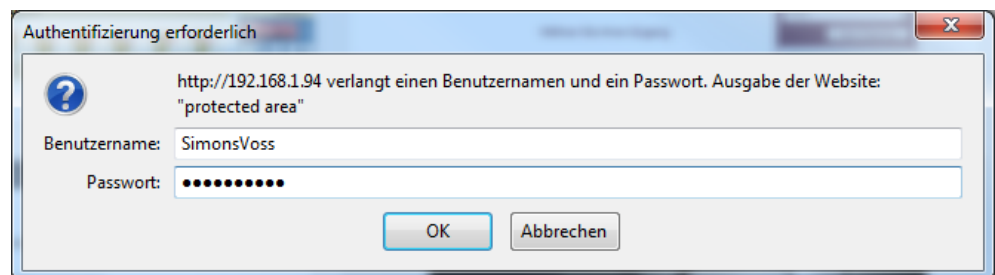 Authentifizierung erforderlich
http://192.168.1.94 verlangt einen Benutzernamen und ein Passwort. Ausgabe der Website:
"protected area"
Benutzername: SimonsVoss
Passwort: ●●●●●●●●●●
OK Abbrechen